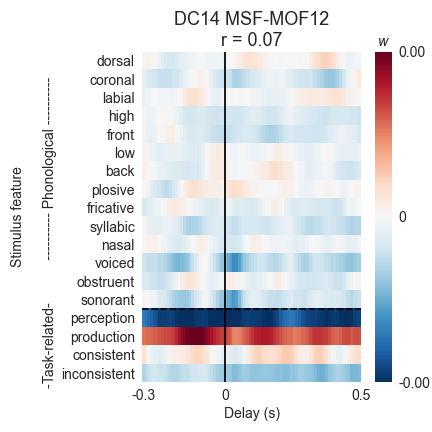 DC14 MSF-MOF12
r = 0.07
w
0.00
0
-0.00
Stimulus feature
---------- Phonological ----------
-Task-related-
dorsal
coronal
labial
high
front
low
back
plosive
fricative
syllabic
nasal
voiced
obstruent
sonorant
perception
production
consistent
inconsistent
-0.3
0
0.5
Delay (s)